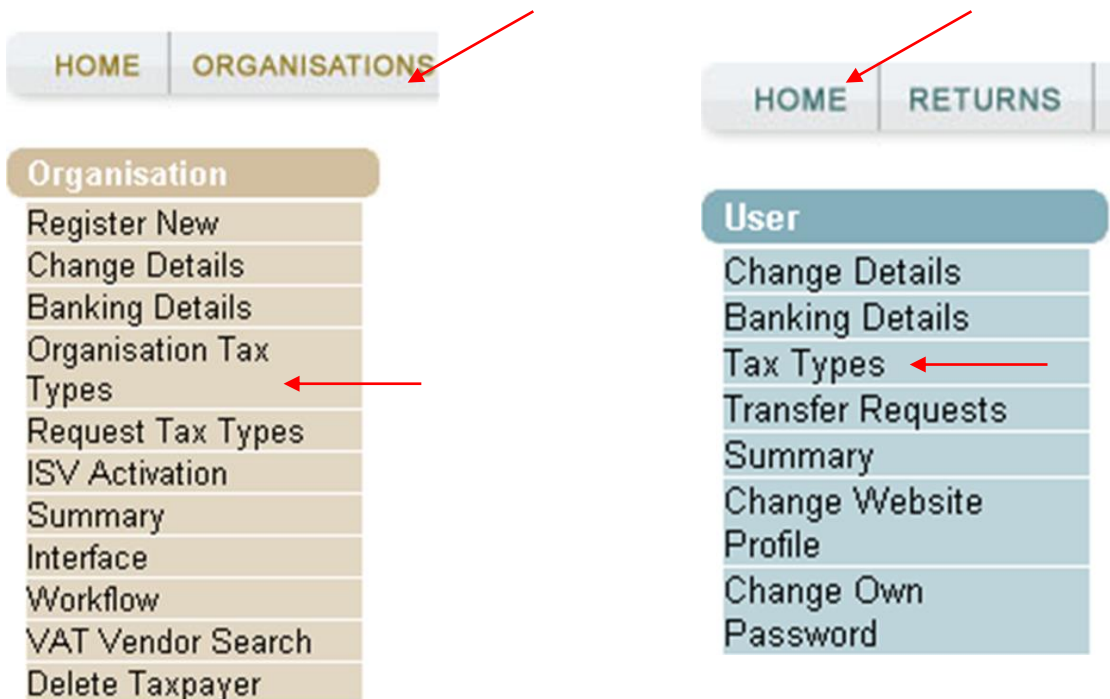 HOME ORGANISATIONS
Organisation
Register New
Change Details
Banking Details
Organisation Tax
Types
Request Tax Types
ISV Activation
Summary
Interface
Workflow
VAT Vendor Search
Delete Taxpayer
HOME RETURNS
User
Change Details
Banking Details
Tax Types
Transfer Requests
Summary
Change Website
Profile
Change Own
Password